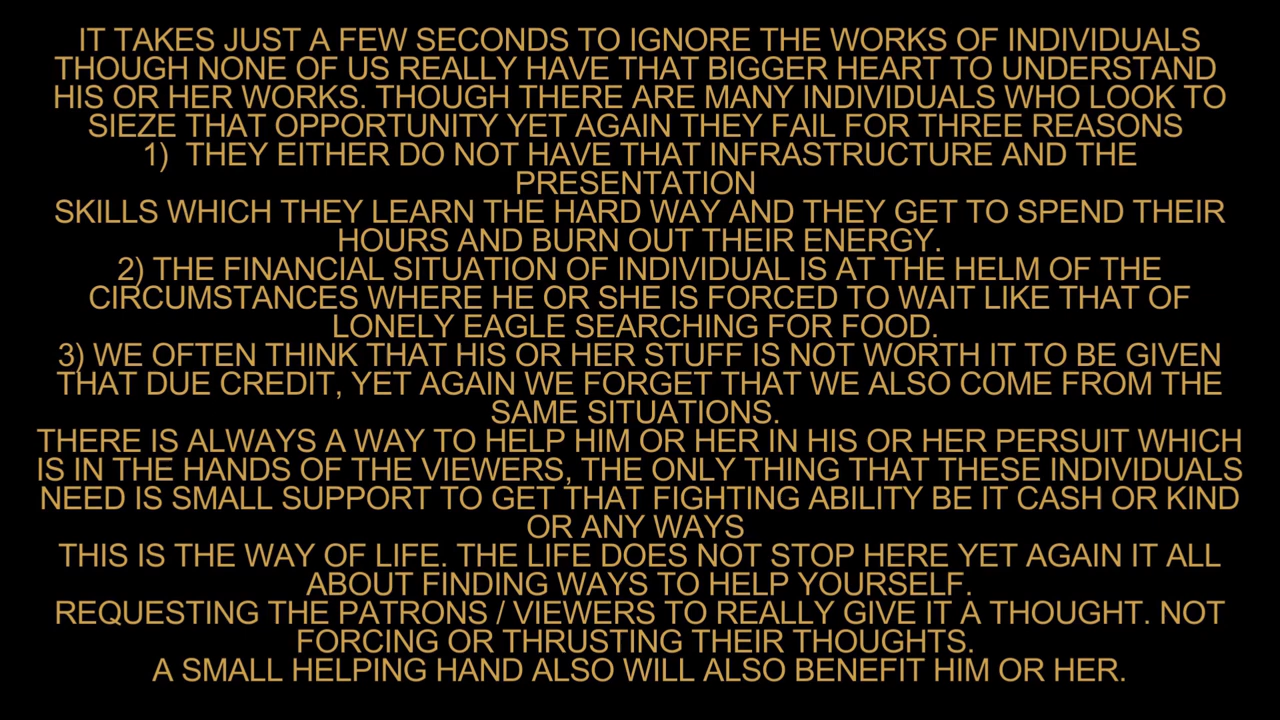 IT TAKES JUST A FEW SECONDS TO IGNORE THE WORKS OF INDIVIDUALS
THOUGH NONE OF US REALLY HAVE THAT BIGGER HEART TO UNDERSTAND
HIS OR HER WORKS. THOUGH THERE ARE MANY INDIVIDUALS WHO LOOK TO
SIEZE THAT OPPORTUNITY YET AGAIN THEY FAIL FOR THREE REASONS
1) THEY EITHER DO NOT HAVE THAT INFRASTRUCTURE AND THE
PRESENTATION
SKILLS WHICH THEY LEARN THE HARD WAY AND THEY GET TO SPEND THEIR
HOURS AND BURN OUT THEIR ENERGY.
2) THE FINANCIAL SITUATION OF INDIVIDUAL IS AT THE HELM OF THE
CIRCUMSTANCES WHERE HE OR SHE IS FORCED TO WAIT LIKE THAT OF
LONELY EAGLE SEARCHING FOR FOOD.
3) WE OFTEN THINK THAT HIS OR HER STUFF IS NOT WORTH IT TO BE GIVEN
THAT DUE CREDIT, YET AGAIN WE FORGET THAT WE ALSO COME FROM THE
SAME SITUATIONS.
THERE IS ALWAYS A WAY TO HELP HIM OR HER IN HIS OR HER PERSUIT WHICH
IS IN THE HANDS OF THE VIEWERS, THE ONLY THING THAT THESE INDIVIDUALS
NEED IS SMALL SUPPORT TO GET THAT FIGHTING ABILITY BE IT CASH OR KIND
OR ANY WAYS
THIS IS THE WAY OF LIFE. THE LIFE DOES NOT STOP HERE YET AGAIN IT ALL
ABOUT FINDING WAYS TO HELP YOURSELF.
REQUESTING THE PATRONS / VIEWERS TO REALLY GIVE IT A THOUGHT. NOT
FORCING OR THRUSTING THEIR THOUGHTS.
A SMALL HELPING HAND ALSO WILL ALSO BENEFIT HIM OR HER.